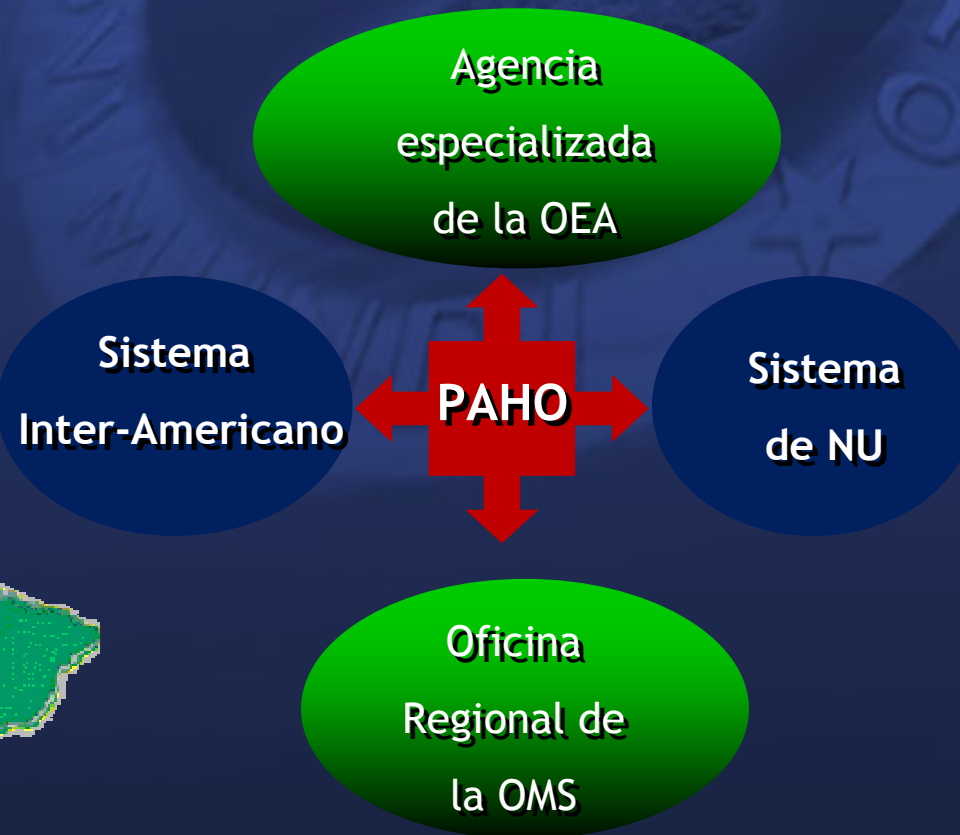 Agencia
especializada
de la OEA
Sistema
Inter-Americano
PAHO
Sistema
de NU
Oficina
Regional de
la OMS